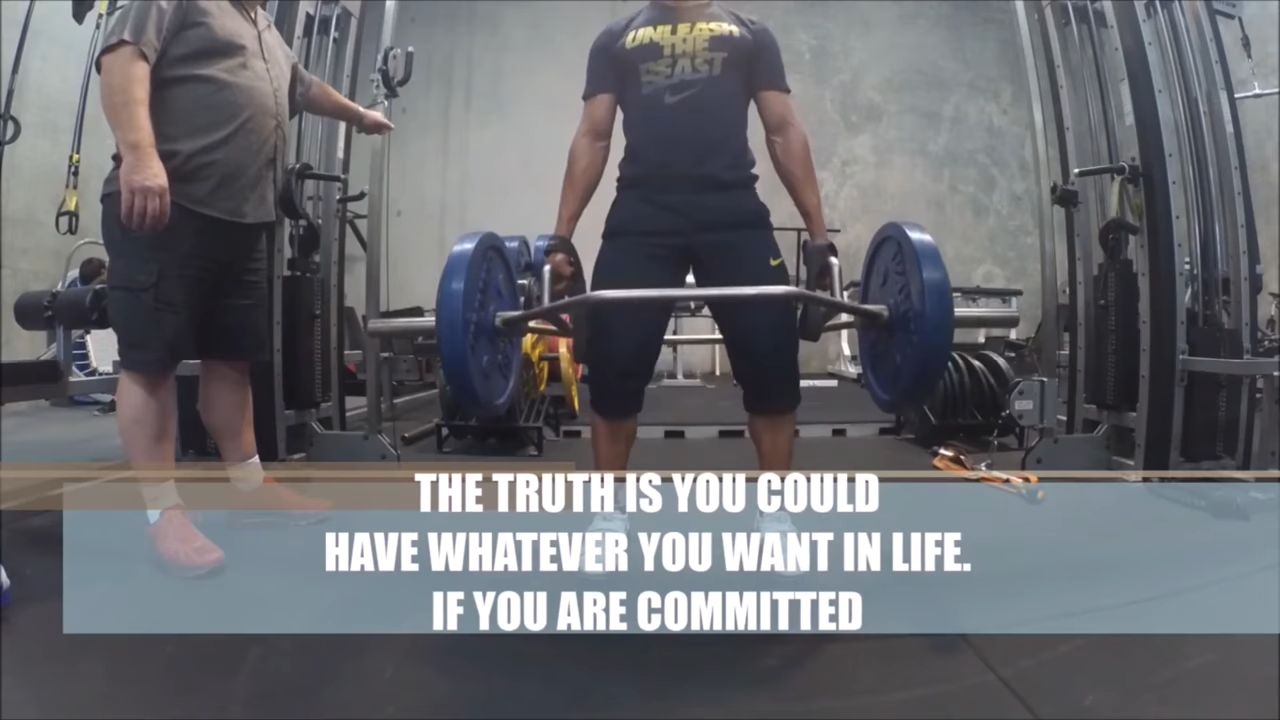 UNLEASH
THE
BEAST
THE TRUTH IS YOU COULD
HAVE WHATEVER YOU WANT IN LIFE.
IF YOU ARE COMMITTED